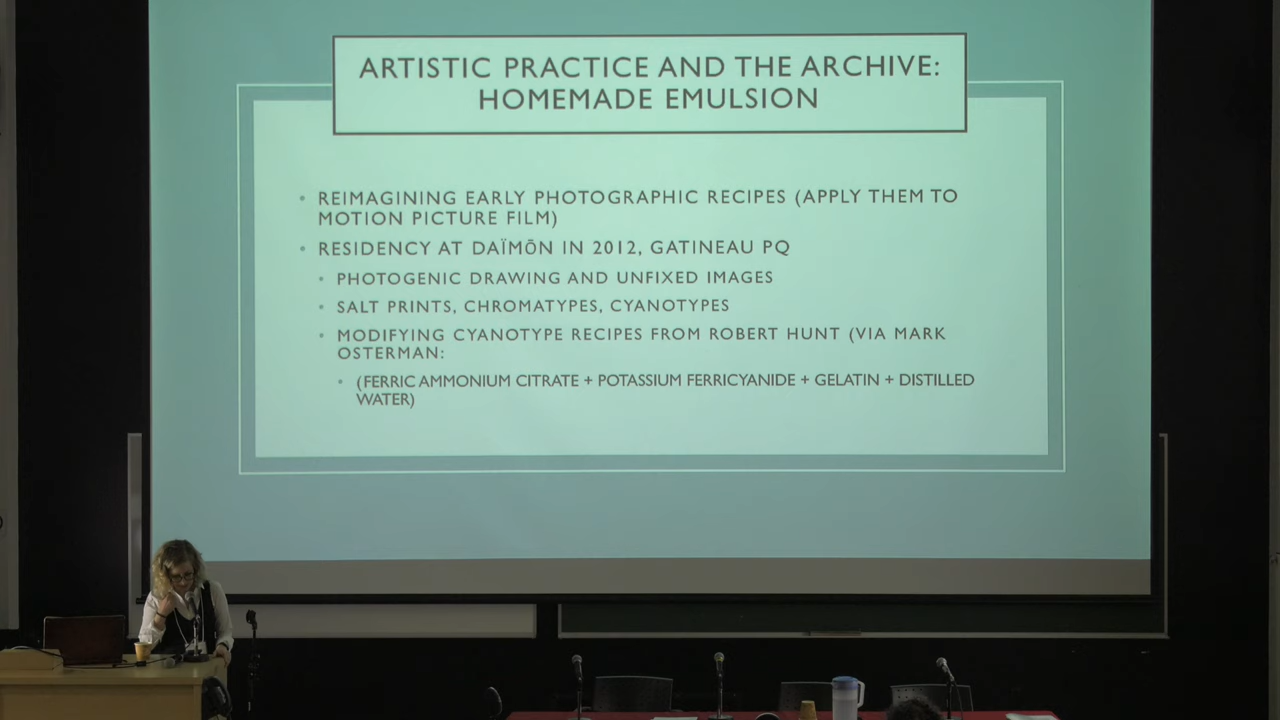 ARTISTIC PRACTICE AND THE ARCHIVE:
HOMEMADE EMULSION
• REIMAGINING EARLY PHOTOGRAPHIC RECIPES (APPLY THEM TO
MOTION PICTURE FILM)
• RESIDENCY AT DAÏMŌN IN 2012, GATINEAU PQ
• PHOTOGENIC DRAWING AND UNFIXED IMAGES
• SALT PRINTS, CHROMATYPES, CYANOTYPES
• MODIFYING CYANOTYPE RECIPES FROM ROBERT HUNT (VIA MARK
OSTERMAN:
• (FERRIC AMMONIUM CITRATE + POTASSIUM FERRICYANIDE + GELATIN + DISTILLED
WATER)